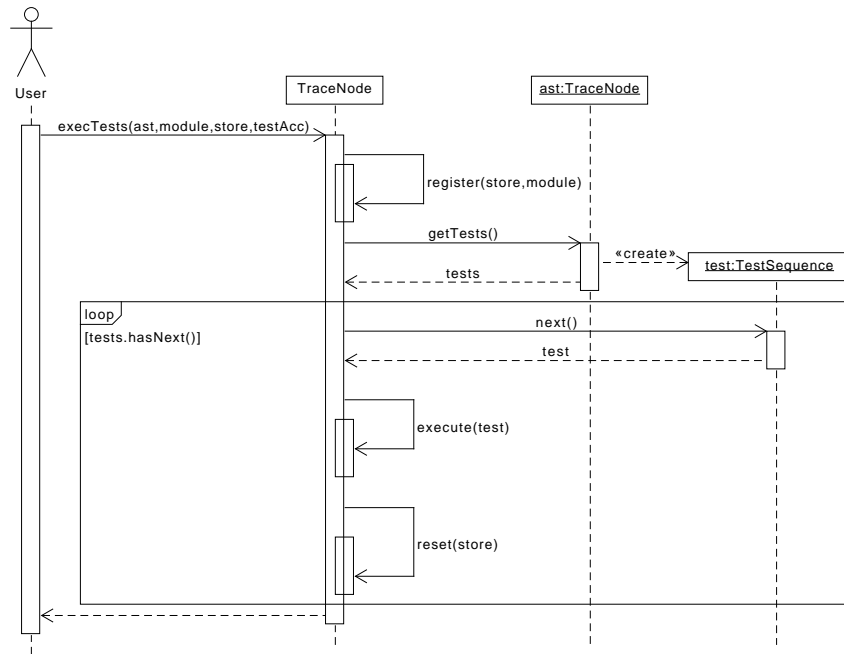 User
TraceNode
ast:TraceNode
execTests(ast,module,store,testAcc)
register(store,module)
getTests()
«create»
test:TestSequence
tests
loop
[tests.hasNext()]
next()
test
execute(test)
reset(store)